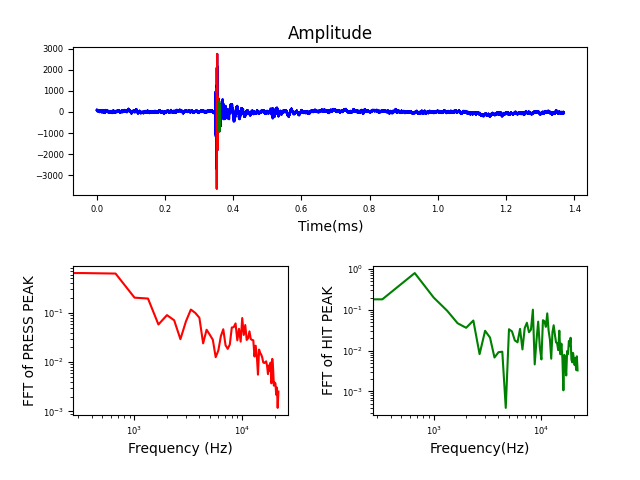 Amplitude
3000
2000
1000
0
−1000
−2000
−3000
0.0 0.2 0.4 0.6 0.8 1.0 1.2 1.4
Time(ms)
FFT of PRESS PEAK
10⁻¹
10⁻²
10⁻³
10³ 10⁴
Frequency (Hz)
FFT of HIT PEAK
10⁰
10⁻¹
10⁻²
10⁻³
10³ 10⁴
Frequency(Hz)